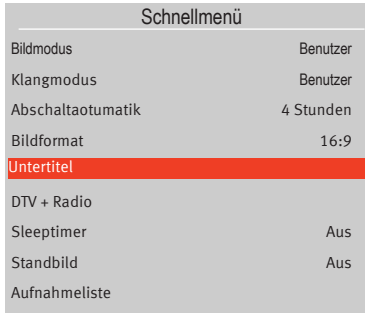 Schnellmenü
Bildmodus Benutzer
Klangmodus Benutzer
Abschaltaotumatik 4 Stunden
Bildformat 16:9
Untertitel
DTV + Radio
Sleeptimer Aus
Standbild Aus
Aufnahmeliste